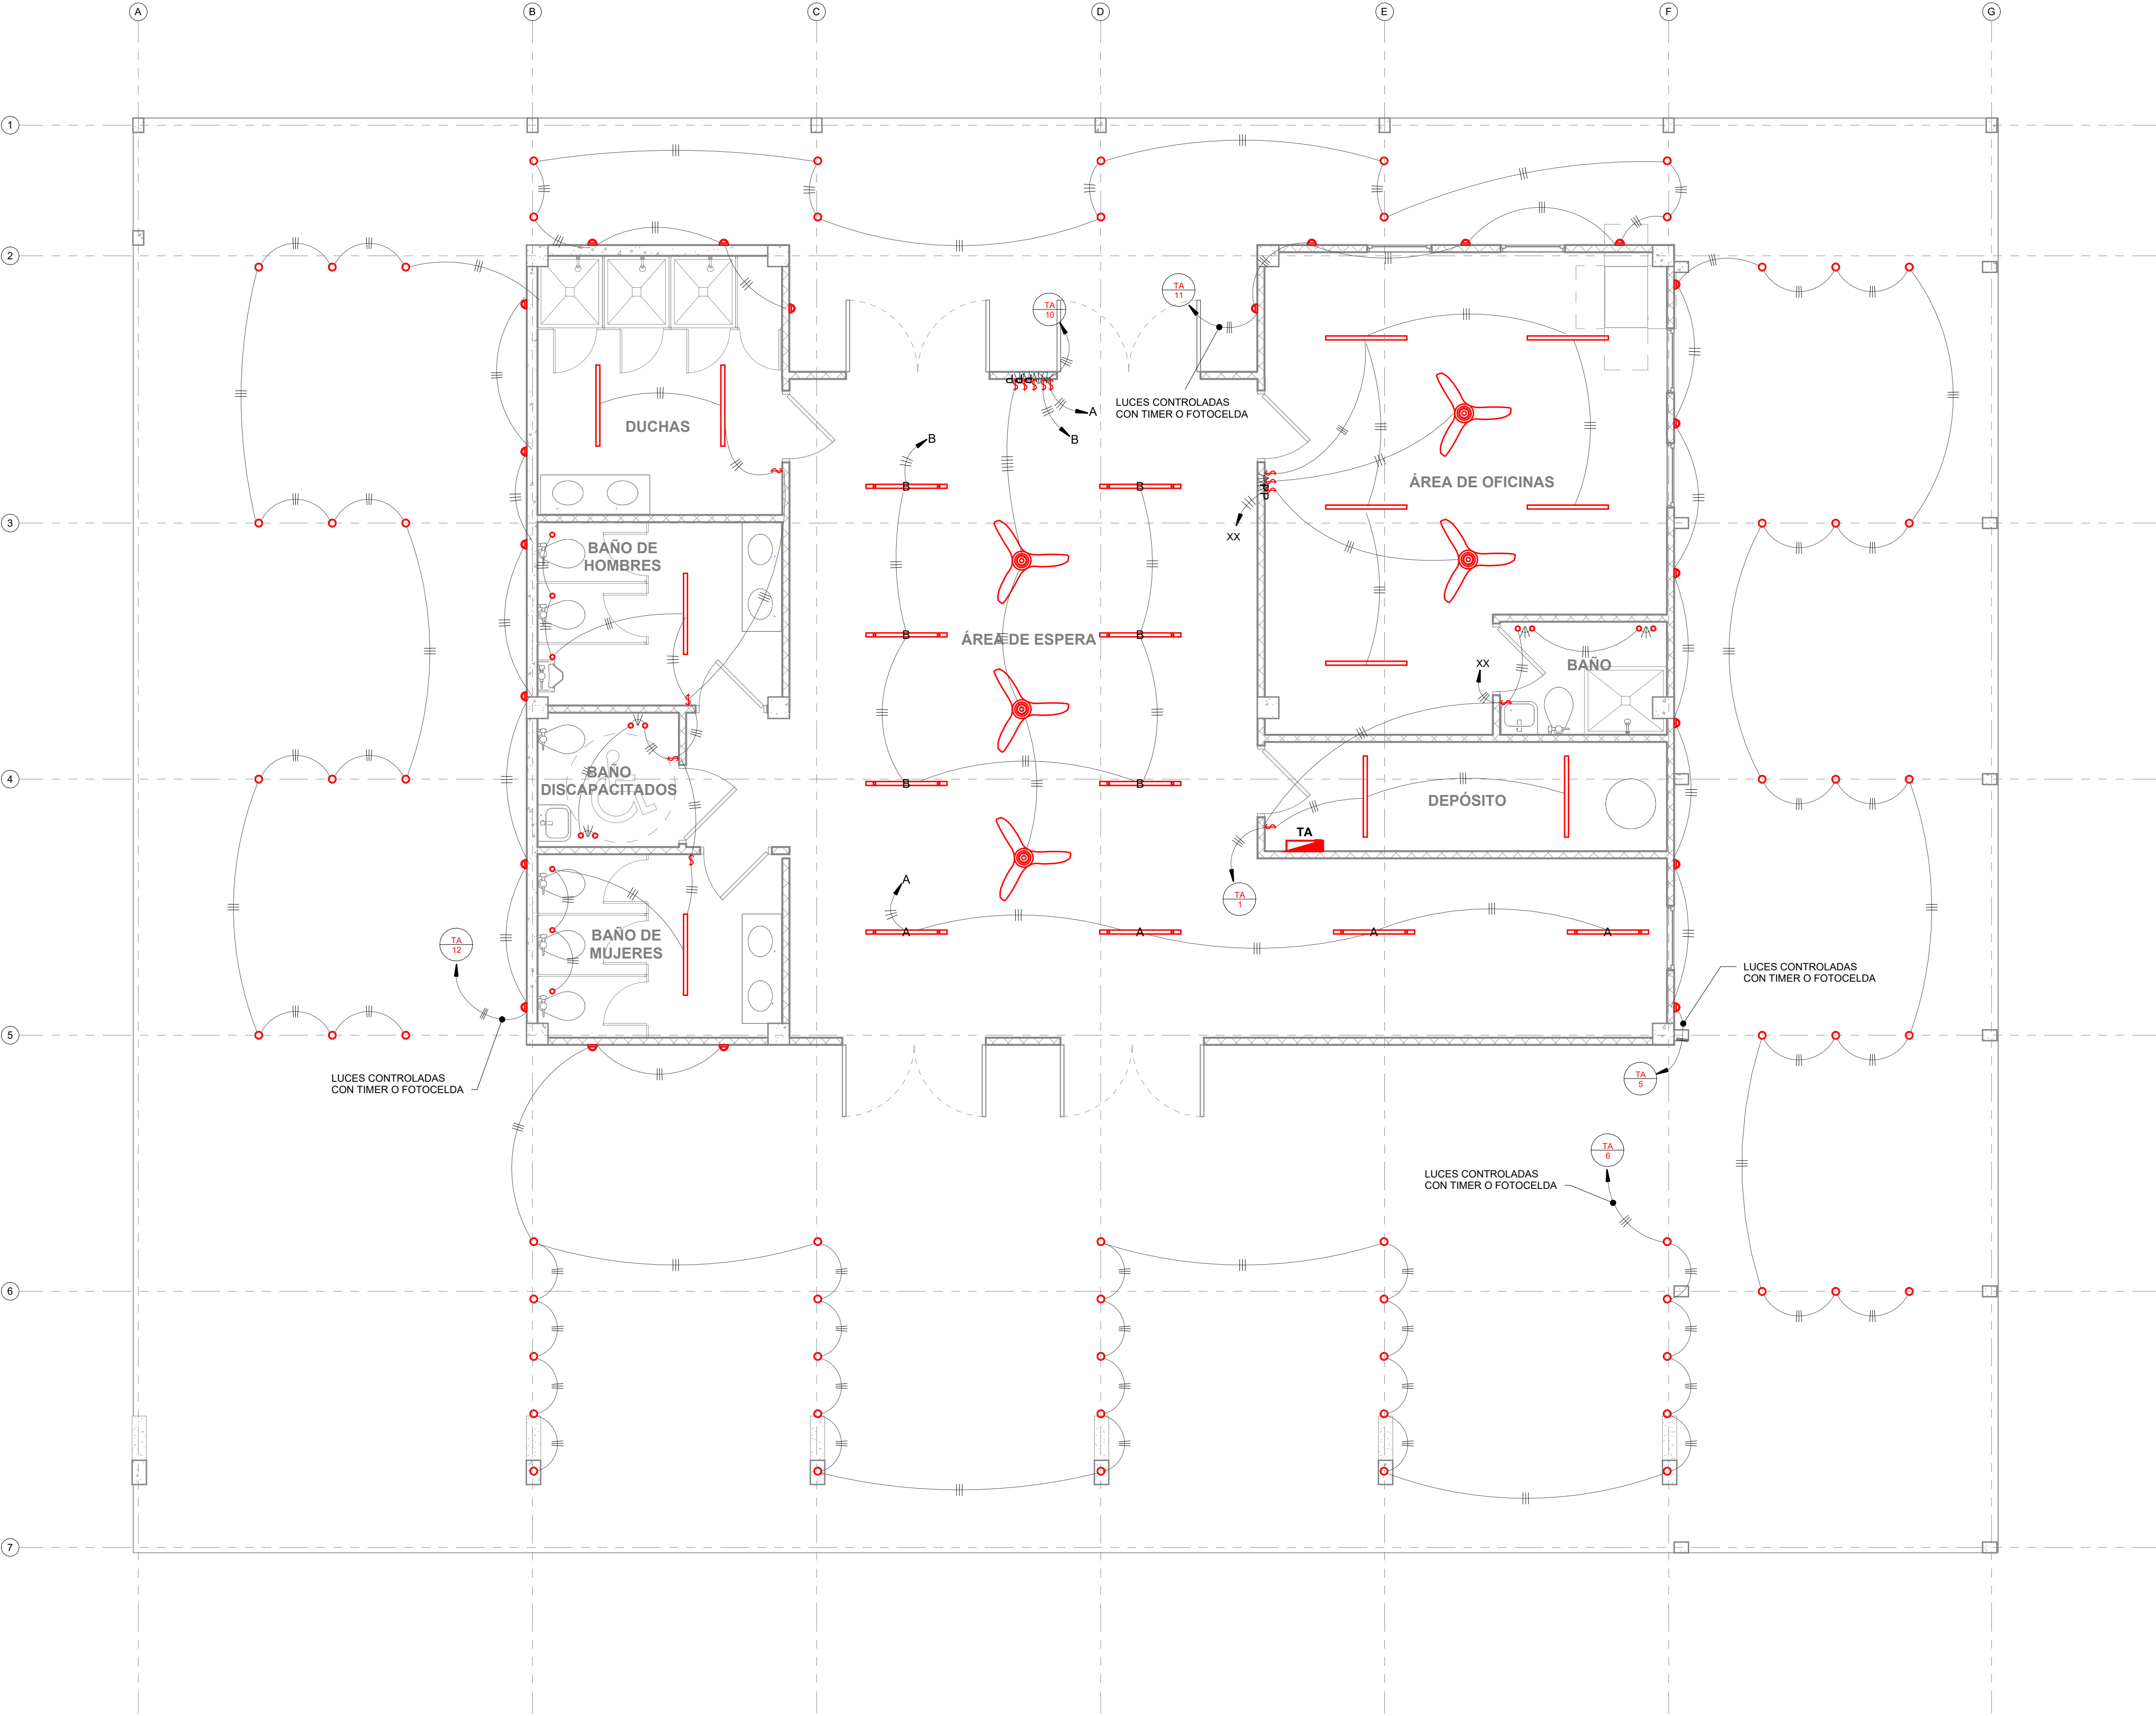 A
B
C
D
E
F
G
1
2
TA
11
TA
10
LUCES CONTROLADAS
CON TIMER O FOTOCELDA
A
B
B
DUCHAS
ÁREA DE OFICINAS
B
B
3
XX
BAÑO DE
HOMBRES
B
ÁREA DE ESPERA
B
XX
BAÑO
BAÑO
DISCAPACITADOS
4
B
B
DEPÓSITO
TA
A
TA
1
A
A
A
A
BAÑO DE
MUJERES
TA
12
LUCES CONTROLADAS
CON TIMER O FOTOCELDA
5
LUCES CONTROLADAS
CON TIMER O FOTOCELDA
TA
5
TA
6
LUCES CONTROLADAS
CON TIMER O FOTOCELDA
6
7